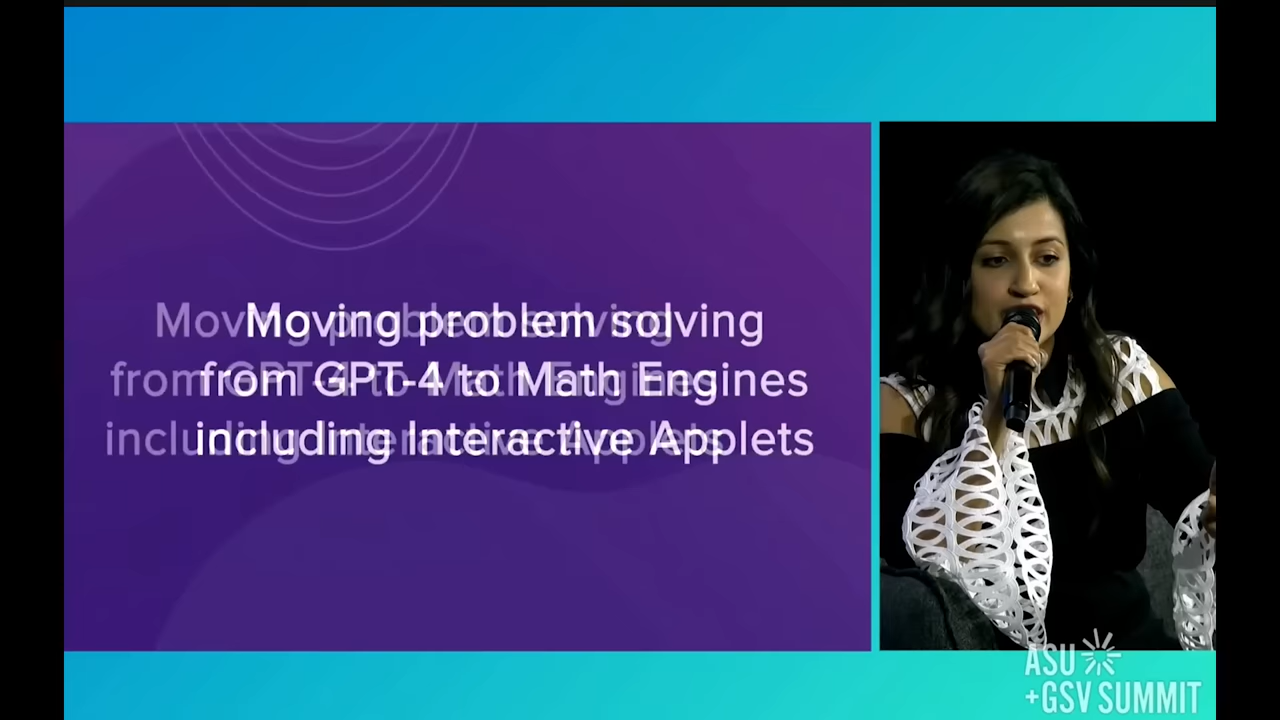 Moving problem solving
from GPT-4 to Math Engines
including Interactive Applets
ASU
+GSV SUMMIT